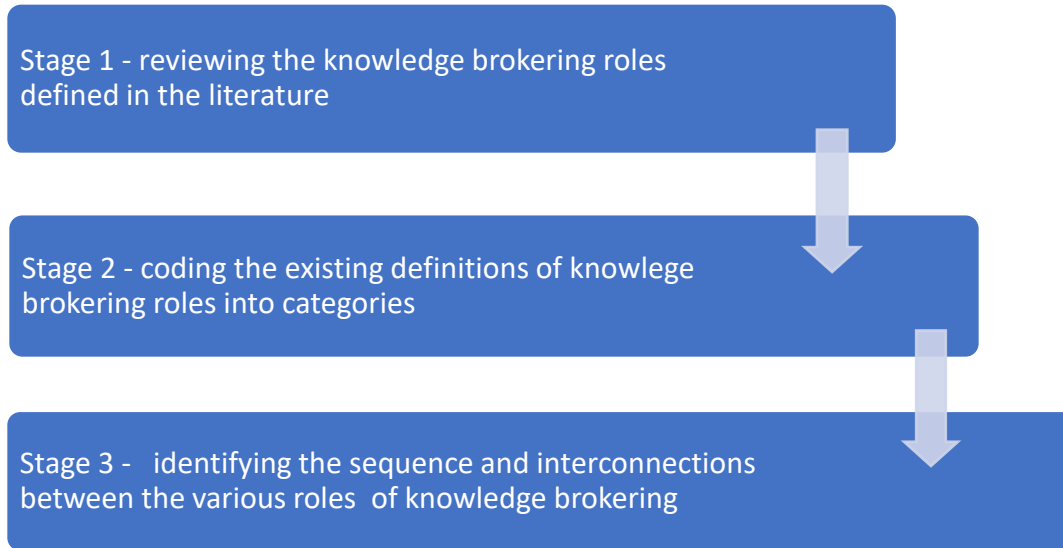 Stage 1 - reviewing the knowledge brokering roles
defined in the literature
Stage 2 - coding the existing definitions of knowlege
brokering roles into categories
Stage 3 -   identifying the sequence and interconnections
between the various roles  of knowledge brokering